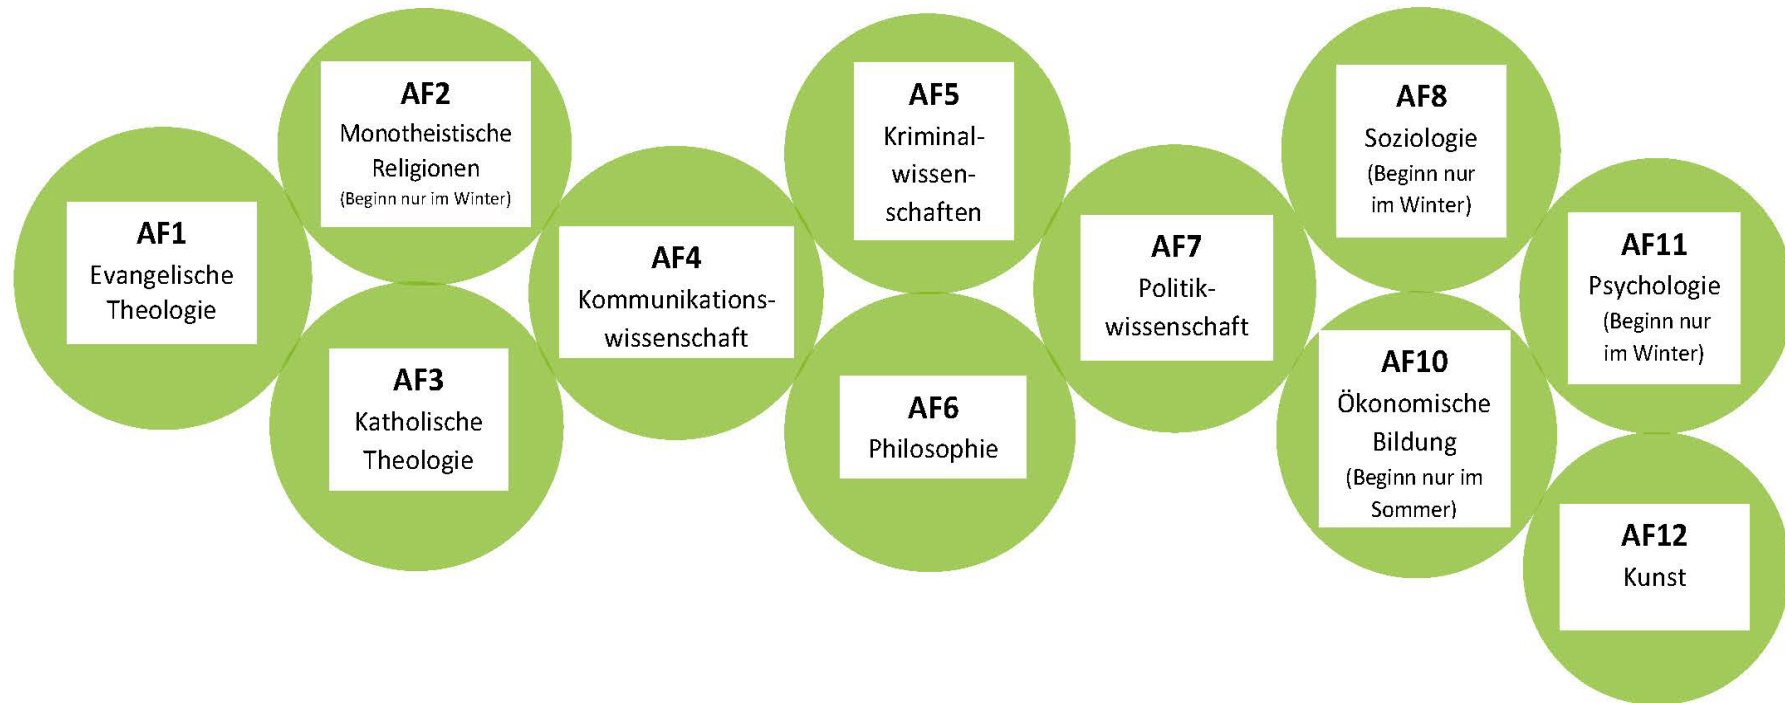 AF1
Evangelische
Theologie
AF2
Monotheistische
Religionen
(Beginn nur im Winter)
AF3
Katholische
Theologie
AF4
Kommunikations-
wissenschaft
AF5
Kriminal-
wissen-
schaften
AF6
Philosophie
AF7
Politik-
wissenschaft
AF8
Soziologie
(Beginn nur
im Winter)
AF10
Ökonomische
Bildung
(Beginn nur im
Sommer)
AF11
Psychologie
(Beginn nur
im Winter)
AF12
Kunst